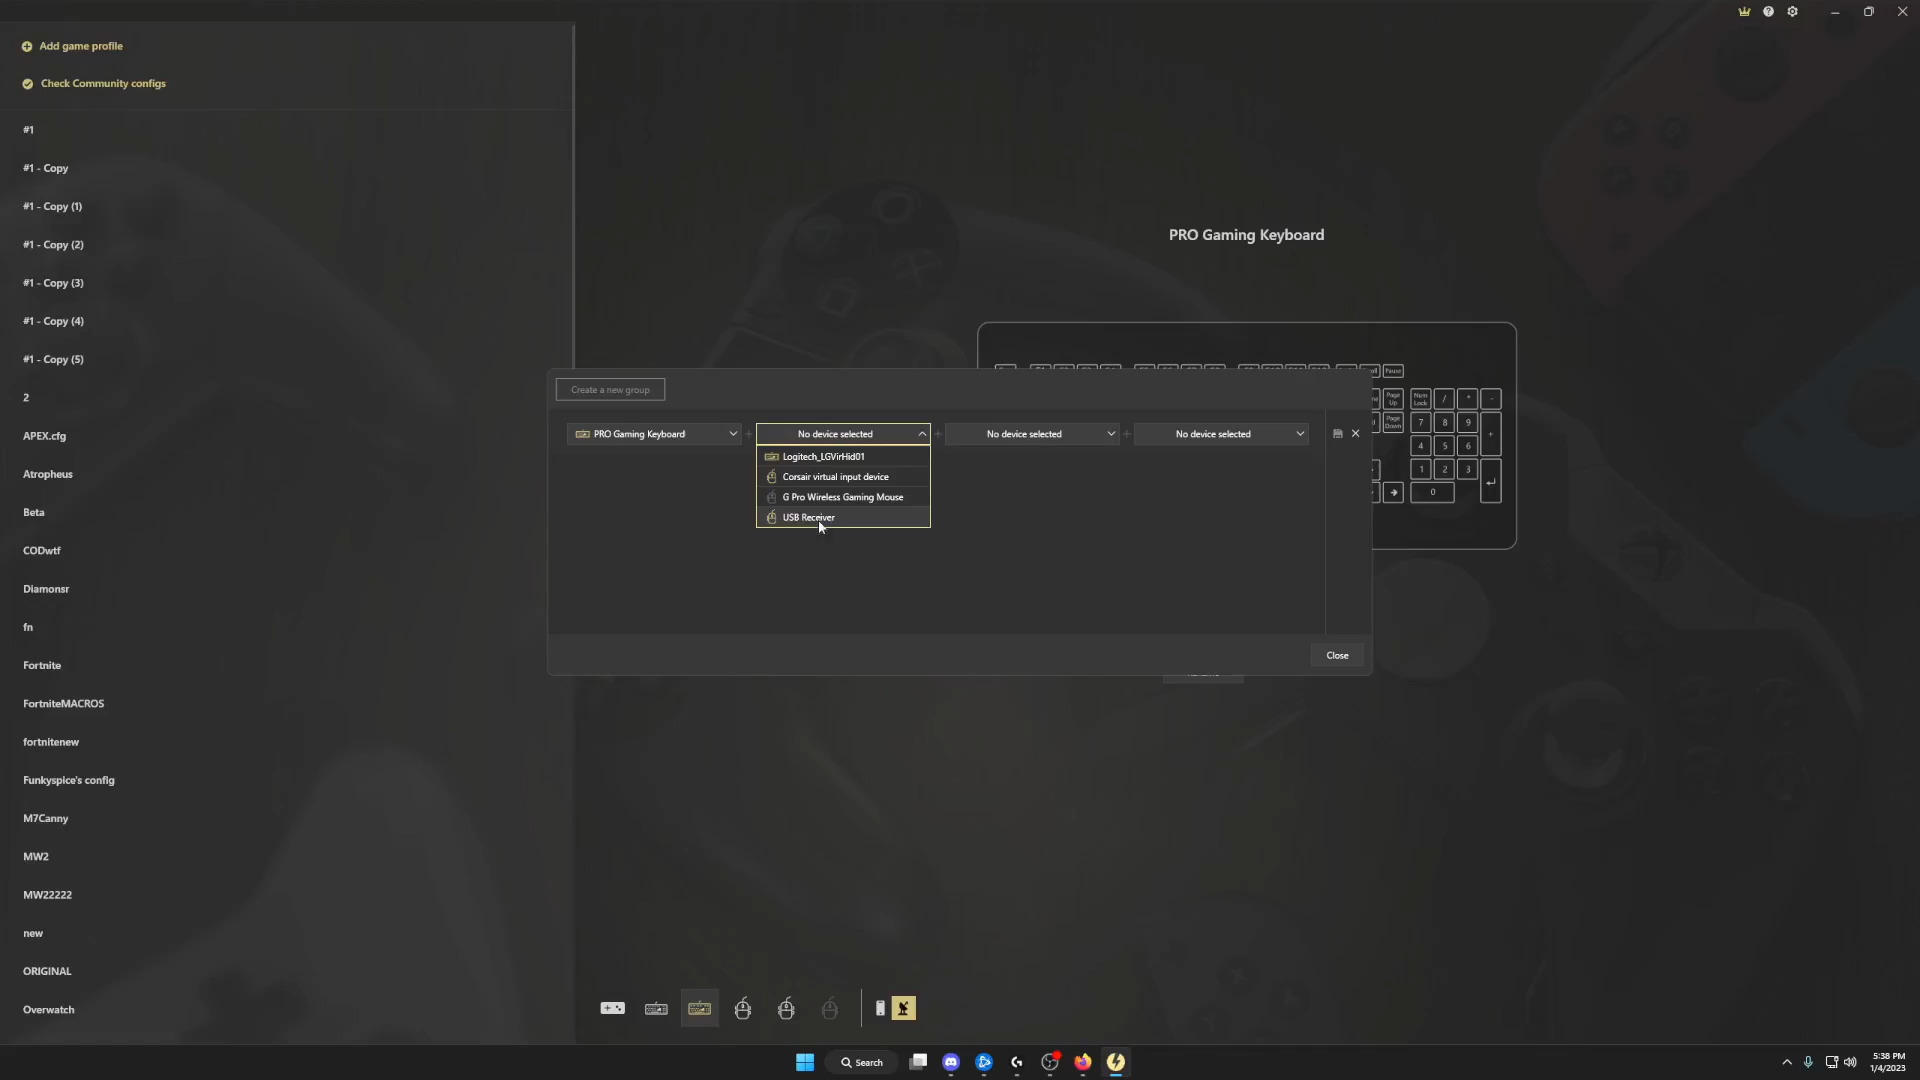 Add game profile
Check Community configs
#1
#1 - Copy
#1 - Copy (1)
#1 - Copy (2)
#1 - Copy (3)
#1 - Copy (4)
#1 - Copy (5)
2
APEX.cfg
Atropheus
Beta
CODwtf
Diamonsr
fn
Fortnite
FortniteMACROS
fortnitenew
Funkyspice's config
M7Canny
MW2
MW22222
new
ORIGINAL
Overwatch
PRO Gaming Keyboard
Pause
Page Up
Num Lock / * -
Page Down
7 8 9 +
4 5 6
1 2 3
0
Create a new group
PRO Gaming Keyboard + No device selected + No device selected + No device selected
Logitech_LGVirHid01
Corsair virtual input device
G Pro Wireless Gaming Mouse
USB Receiver
Close
Search
5:38 PM
1/4/2023